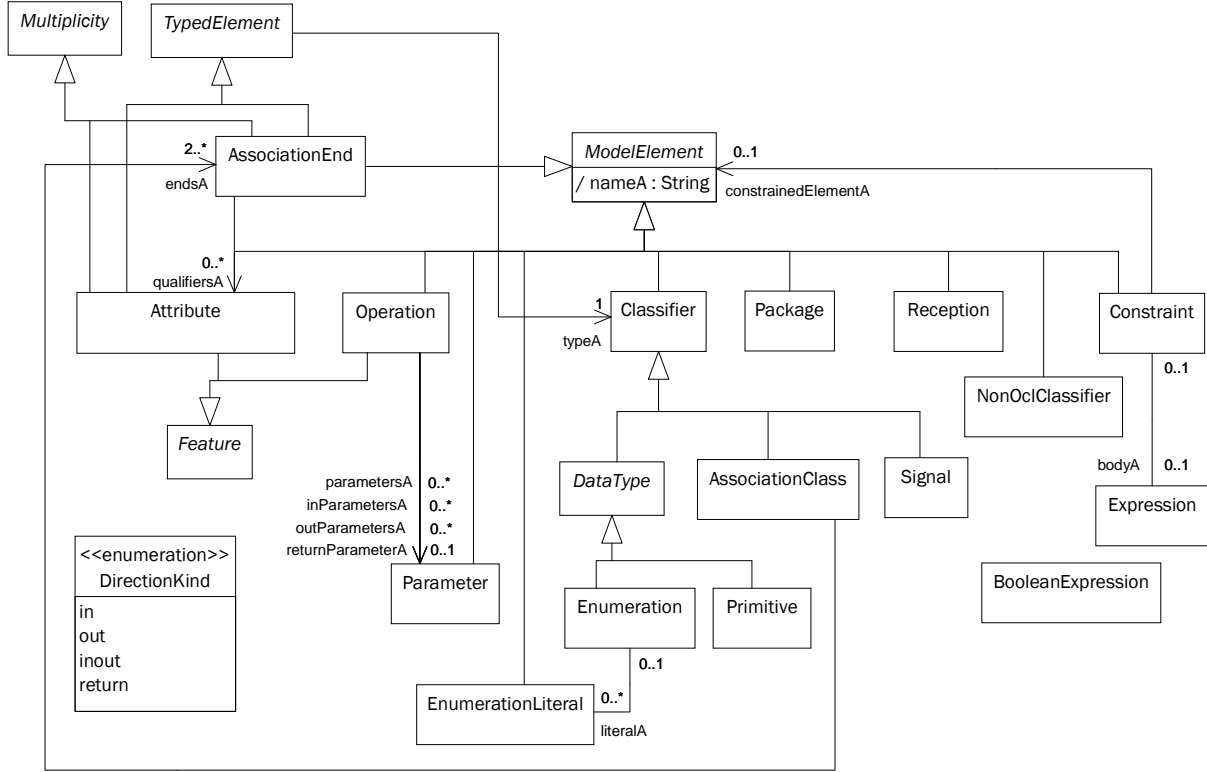 Multiplicity
TypedElement
2..*
AssociationEnd
endsA
ModelElement
/ nameA : String
0..1
constrainedElementA
0..*
qualifiersA
Attribute
Operation
1
typeA
Classifier
Package
Reception
Constraint
0..1
NonOclClassifier
Feature
parametersA 0..*
inParametersA 0..*
outParametersA 0..*
returnParameterA 0..1
DataType
AssociationClass
Signal
bodyA
0..1
Expression
<<enumeration>>
DirectionKind
in
out
inout
return
Parameter
Enumeration
Primitive
BooleanExpression
0..1
EnumerationLiteral
0..*
literalA